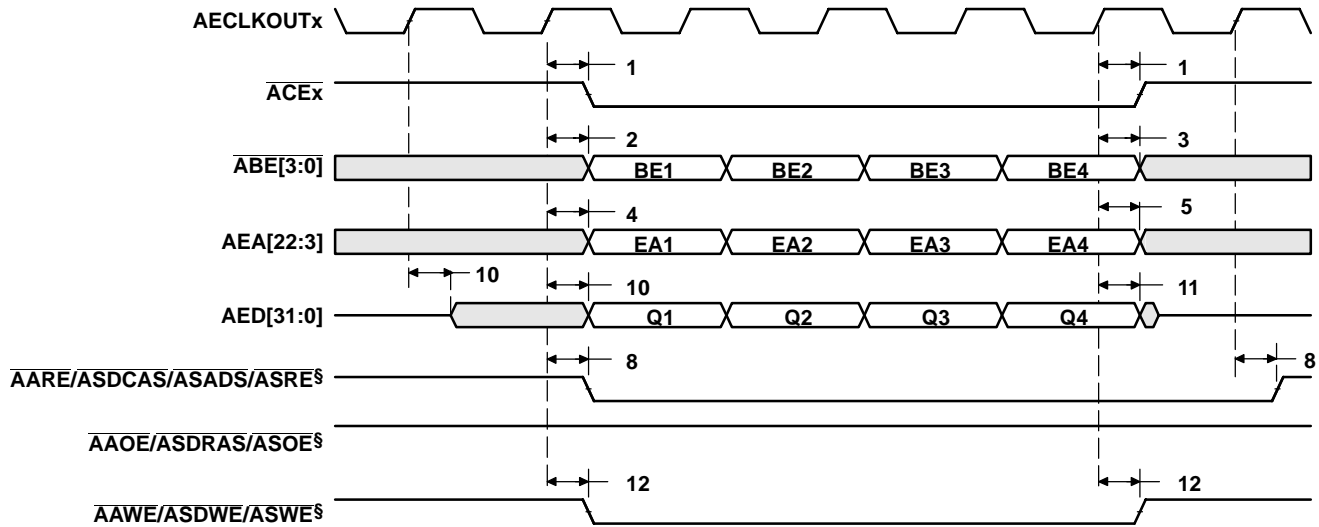 AECLKOUTx
1 1
ACEx
2 3
ABE[3:0]
BE1 BE2 BE3 BE4
4 5
AEA[22:3]
EA1 EA2 EA3 EA4
10 10 11
AED[31:0]
Q1 Q2 Q3 Q4
8 8
AARE/ASDCAS/ASADS/ASRE§
AAOE/ASDRAS/ASOE§
12 12
AAWE/ASDWE/ASWE§